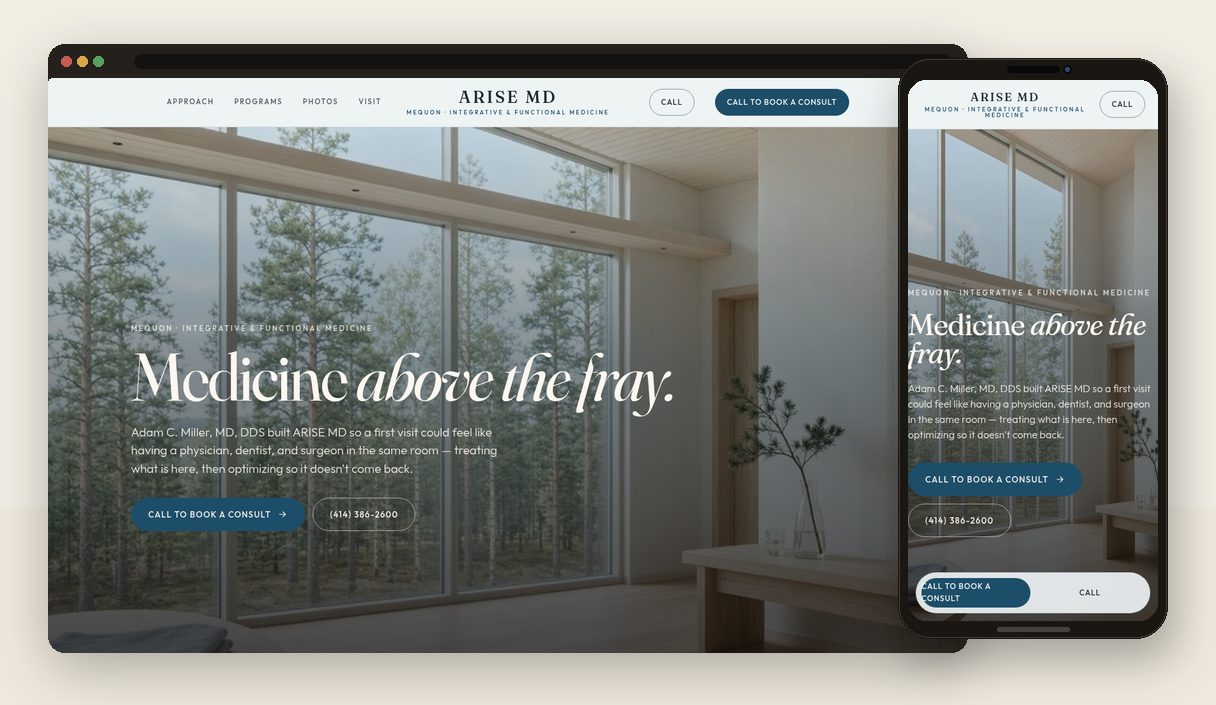 APPROACH PROGRAMS PHOTOS VISIT
ARISE MD
MEQUON · INTEGRATIVE & FUNCTIONAL MEDICINE
CALL
CALL TO BOOK A CONSULT
MEQUON · INTEGRATIVE & FUNCTIONAL MEDICINE
Medicine above the fray.
Adam C. Miller, MD, DDS built ARISE MD so a first visit could feel like
having a physician, dentist, and surgeon in the same room — treating
what is here, then optimizing so it doesn't come back.
CALL TO BOOK A CONSULT →
(414) 386-2600
ARISE MD
MEQUON · INTEGRATIVE & FUNCTIONAL
MEDICINE
CALL
MEQUON · INTEGRATIVE & FUNCTIONAL MEDICINE
Medicine above the
fray.
Adam C. Miller, MD, DDS built ARISE MD so a first visit
could feel like having a physician, dentist, and surgeon
in the same room — treating what is here, then
optimizing so it doesn't come back.
CALL TO BOOK A CONSULT →
(414) 386-2600
CALL TO BOOK A
CONSULT
CALL